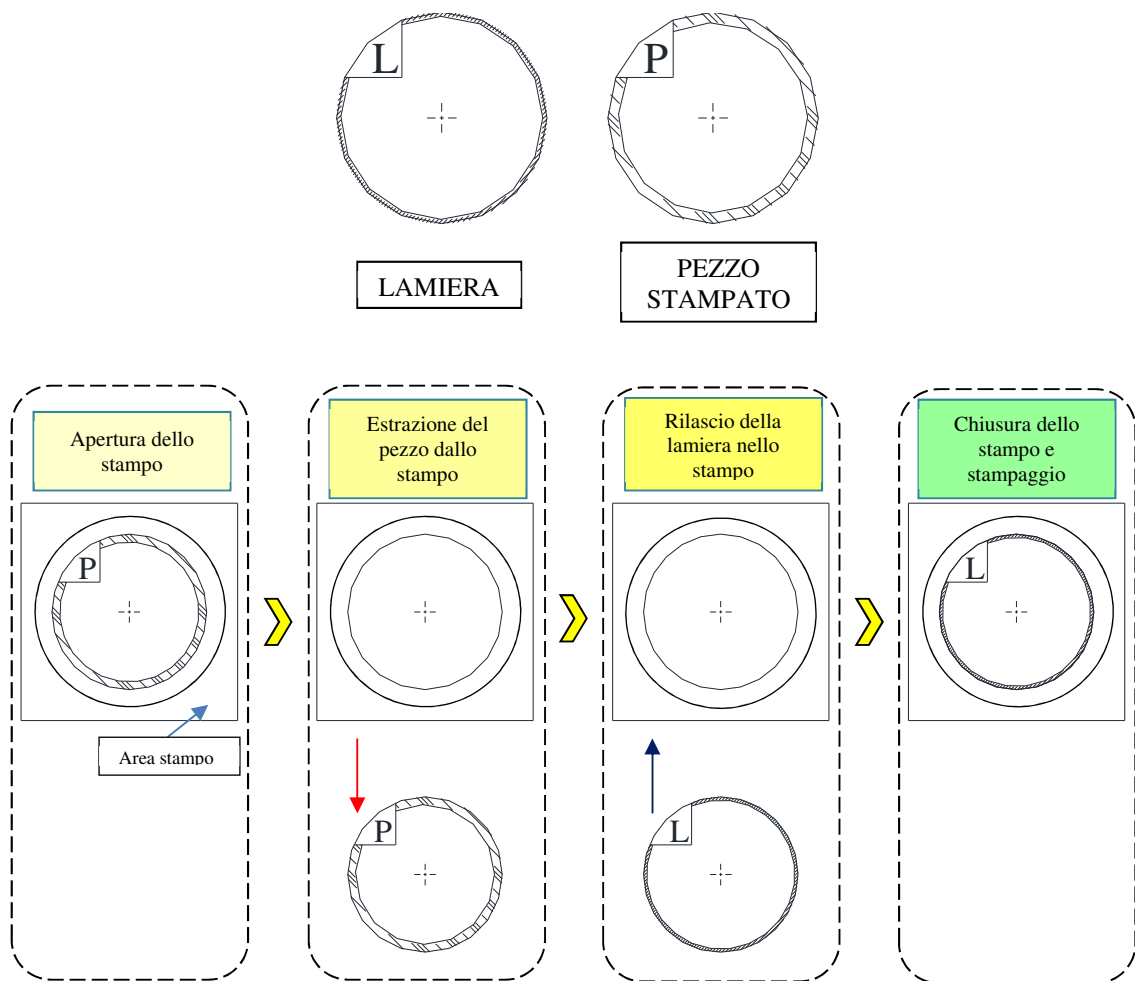 L
P
LAMIERA
PEZZO
STAMPATO
Apertura dello
stampo
Estrazione del
pezzo dallo
stampo
Rilascio della
lamiera nello
stampo
Chiusura dello
stampo e
stampaggio
P
L
Area stampo
P
L